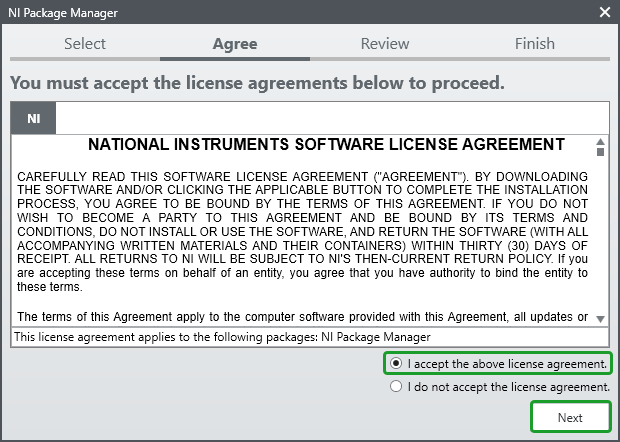 NI Package Manager
Select Agree Review Finish
You must accept the license agreements below to proceed.
NI
NATIONAL INSTRUMENTS SOFTWARE LICENSE AGREEMENT
CAREFULLY READ THIS SOFTWARE LICENSE AGREEMENT ("AGREEMENT"). BY DOWNLOADING
THE SOFTWARE AND/OR CLICKING THE APPLICABLE BUTTON TO COMPLETE THE INSTALLATION
PROCESS, YOU AGREE TO BE BOUND BY THE TERMS OF THIS AGREEMENT. IF YOU DO NOT
WISH TO BECOME A PARTY TO THIS AGREEMENT AND BE BOUND BY ITS TERMS AND
CONDITIONS, DO NOT INSTALL OR USE THE SOFTWARE, AND RETURN THE SOFTWARE (WITH ALL
ACCOMPANYING WRITTEN MATERIALS AND THEIR CONTAINERS) WITHIN THIRTY (30) DAYS OF
RECEIPT. ALL RETURNS TO NI WILL BE SUBJECT TO NI'S THEN-CURRENT RETURN POLICY. If you
are accepting these terms on behalf of an entity, you agree that you have authority to bind the entity to
these terms.
The terms of this Agreement apply to the computer software provided with this Agreement, all updates or
This license agreement applies to the following packages: NI Package Manager
I accept the above license agreement.
I do not accept the license agreement.
Next